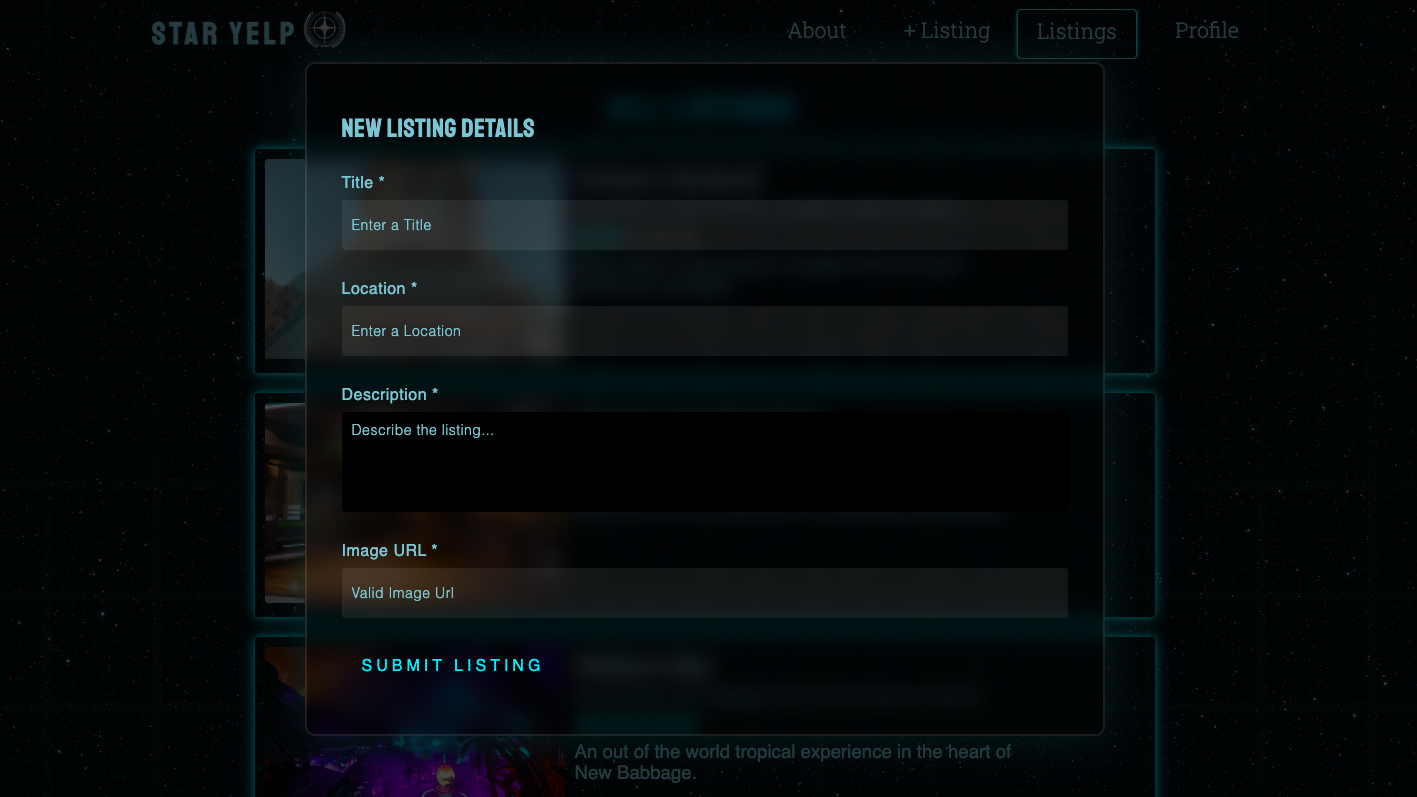 STAR YELP
About
+ Listing
Listings
Profile
NEW LISTING DETAILS
Title *
Enter a Title
Location *
Enter a Location
Description *
Describe the listing...
Image URL *
Valid Image Url
SUBMIT LISTING
An out of the world tropical experience in the heart of
New Babbage.